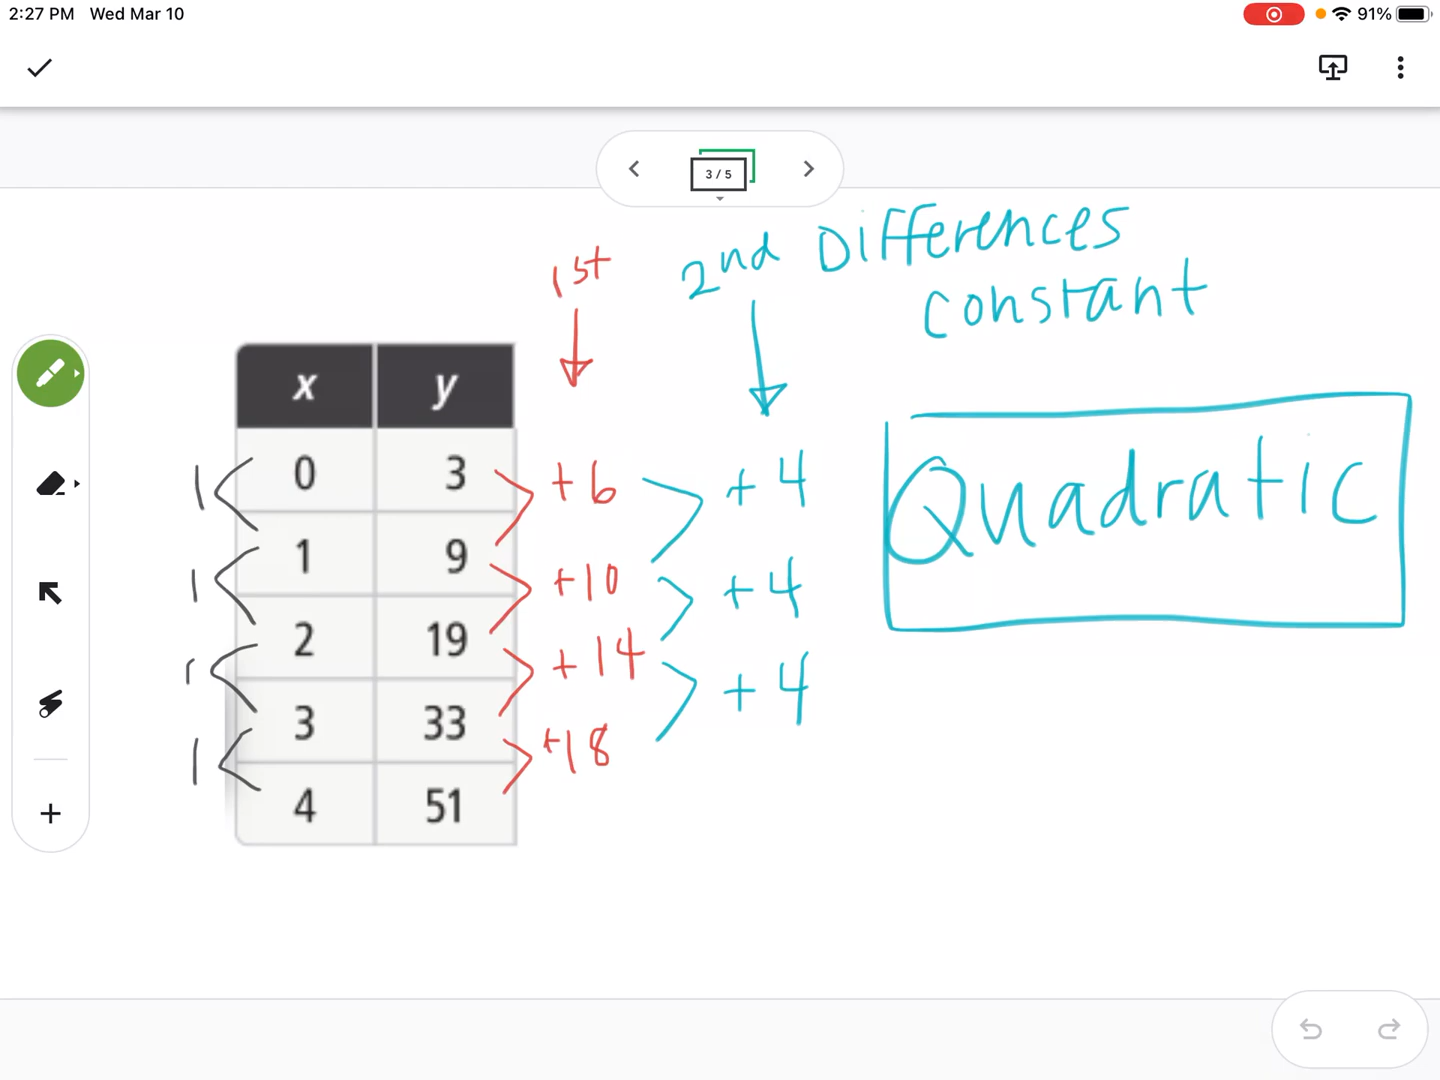 2:27 PM Wed Mar 10
91%
3 / 5
1st
2nd Differences
constant
x y
0 3
1 9
2 19
3 33
4 51
1
1
1
1
+6
+10
+14
+18
+4
+4
+4
Quadratic